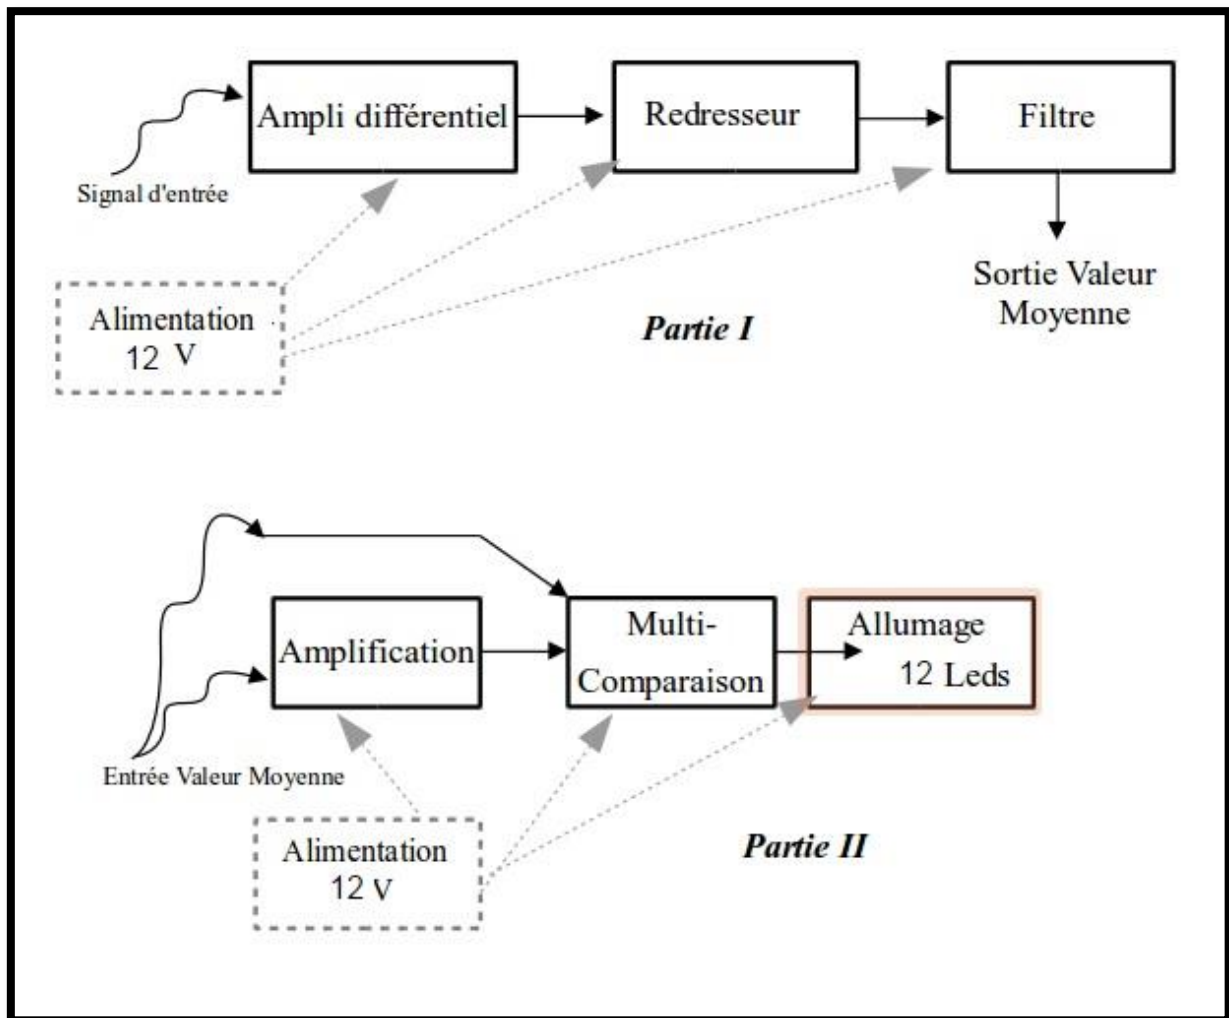 Ampli différentiel
Redresseur
Filtre
Signal d'entrée
Alimentation
12 V
Partie I
Sortie Valeur
Moyenne
Amplification
Multi-
Comparaison
Allumage
12 Leds
Entrée Valeur Moyenne
Alimentation
12 V
Partie II